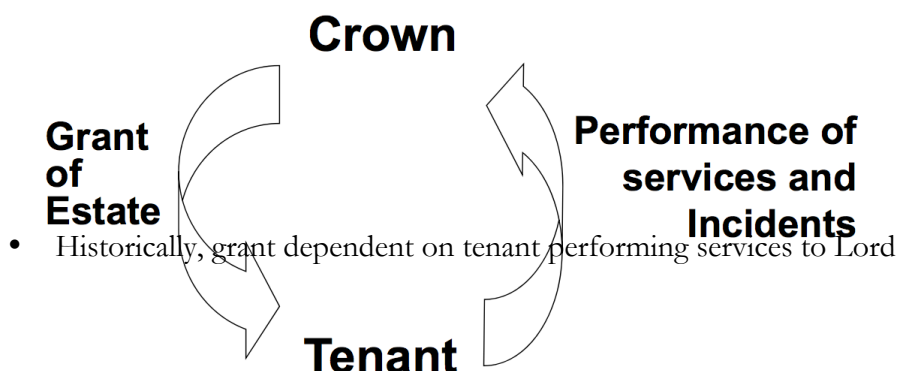 Crown
Grant
of
Estate
Performance of
services and
Incidents
• Historically, grant dependent on tenant performing services to Lord
Tenant